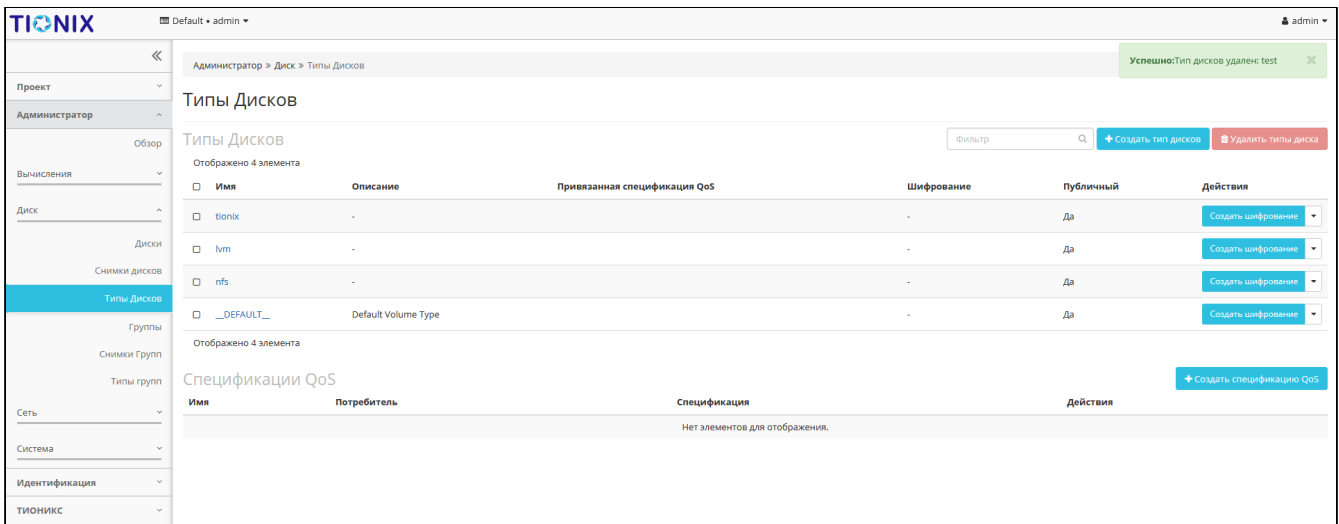 TIONIX
Default • admin
admin
Администратор » Диск » Типы Дисков
Успешно:Тип дисков удален: test
Проект
Администратор
Обзор
Вычисления
Диск
Диски
Снимки дисков
Типы Дисков
Группы
Снимки Групп
Типы групп
Сеть
Система
Идентификация
ТИОНИКС
Типы Дисков
Типы Дисков
Фильтр
Создать тип дисков
Удалить типы диска
Отображено 4 элемента
Имя Описание Привязанная спецификация QoS Шифрование Публичный Действия
tionix - - Да Создать шифрование
lvm - - Да Создать шифрование
nfs - - Да Создать шифрование
__DEFAULT__ Default Volume Type - Да Создать шифрование
Отображено 4 элемента
Спецификации QoS
Создать спецификацию QoS
Имя Потребитель Спецификация Действия
Нет элементов для отображения.